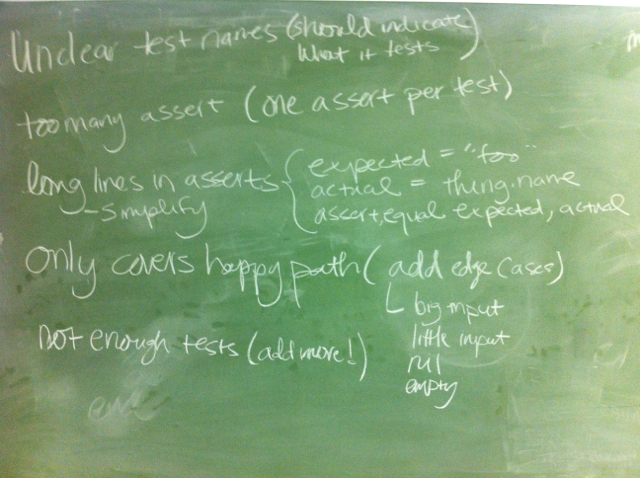 Unclear test names (should indicate
What it tests)
too many assert (one assert per test)
long lines in asserts { expected = "foo"
- Simplify
actual = thing.name
assert.equal expected, actual
Only covers happy path (add edge cases)
big input
little input
null
empty
not enough tests (add more!)